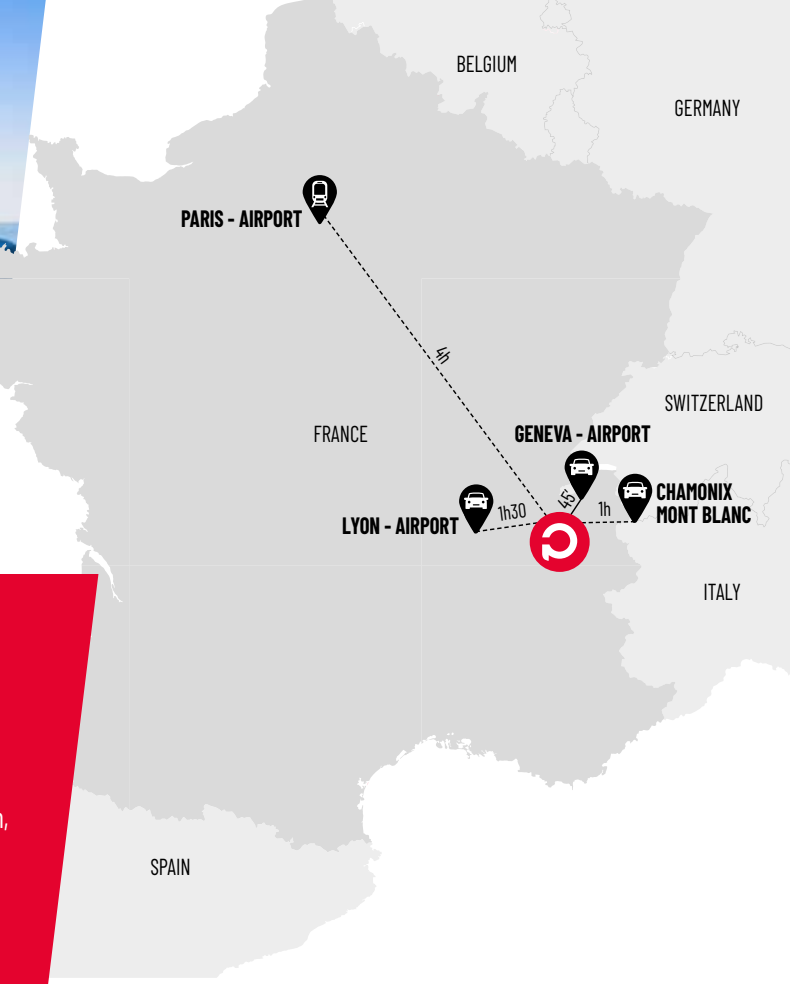 BELGIUM
GERMANY
PARIS - AIRPORT
4h
SWITZERLAND
FRANCE
GENEVA - AIRPORT
45'
1h
CHAMONIX
MONT BLANC
1h30
LYON - AIRPORT
ITALY
SPAIN